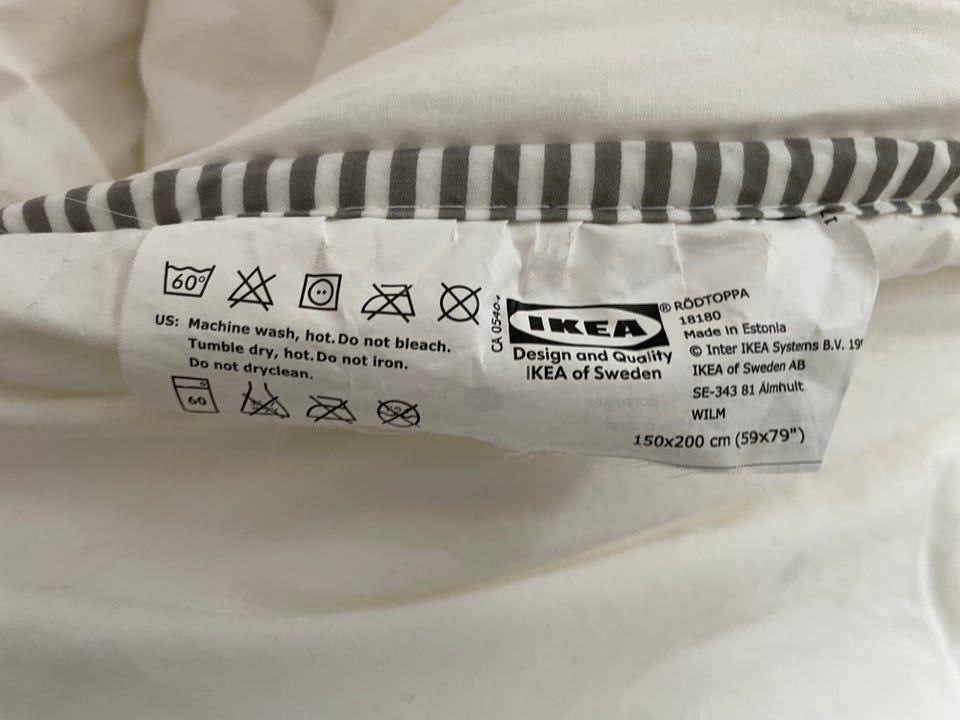 60°
US: Machine wash, hot. Do not bleach.
Tumble dry, hot. Do not iron.
Do not dryclean.
60
IKEA®
Design and Quality
IKEA of Sweden
RÖDTOPPA
18180
Made in Estonia
© Inter IKEA Systems B.V.
IKEA of Sweden AB
SE-343 81 Älmhult
WILM
150x200 cm (59x79")